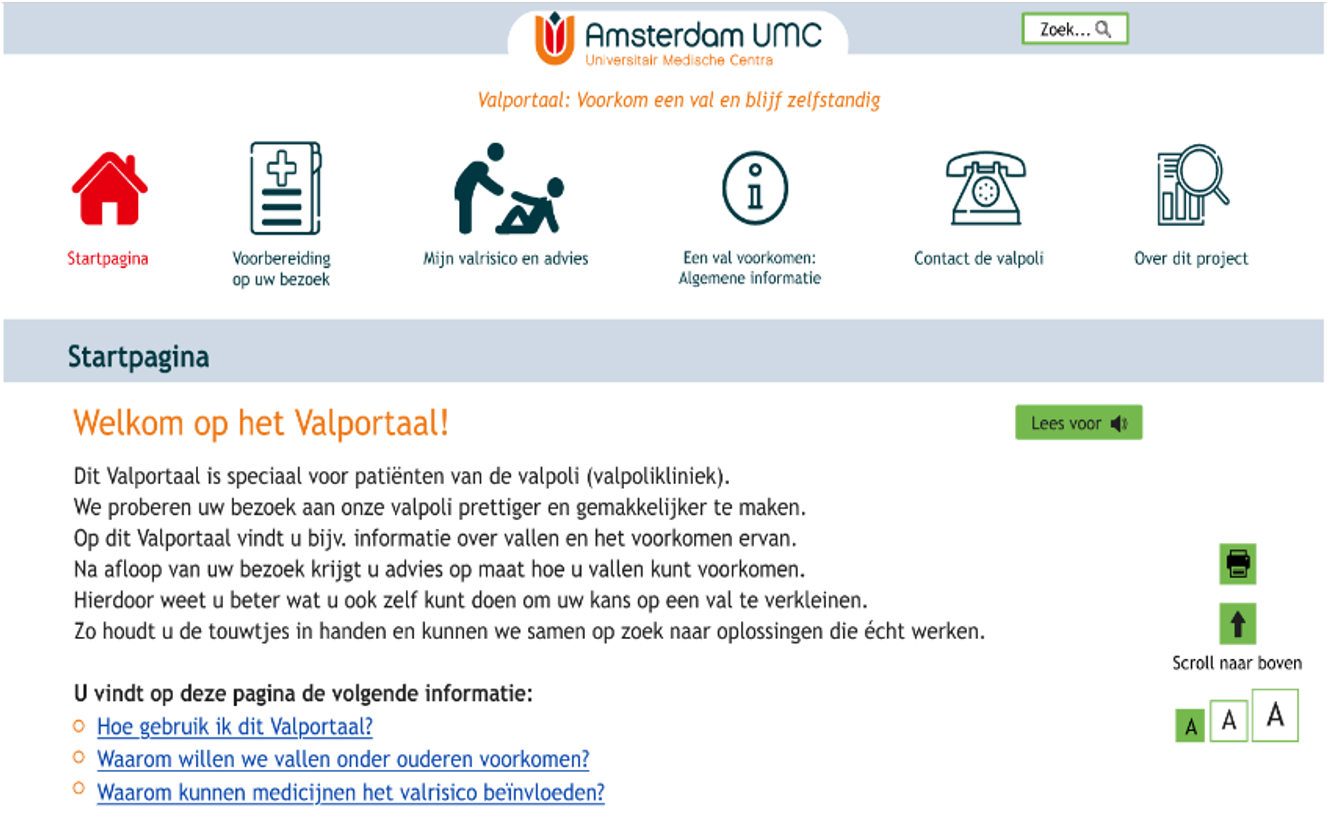 Amsterdam UMC
Universitair Medische Centra
Zoek...
Valportaal: Voorkom een val en blijf zelfstandig
Startpagina
Voorbereiding
op uw bezoek
Mijn valrisico en advies
Een val voorkomen:
Algemene informatie
Contact de valpoli
Over dit project
Startpagina
Welkom op het Valportaal!
Lees voor
Dit Valportaal is speciaal voor patiënten van de valpoli (valpolikliniek).
We proberen uw bezoek aan onze valpoli prettiger en gemakkelijker te maken.
Op dit Valportaal vindt u bijv. informatie over vallen en het voorkomen ervan.
Na afloop van uw bezoek krijgt u advies op maat hoe u vallen kunt voorkomen.
Hierdoor weet u beter wat u ook zelf kunt doen om uw kans op een val te verkleinen.
Zo houdt u de touwtjes in handen en kunnen we samen op zoek naar oplossingen die écht werken.
Scroll naar boven
A A A
U vindt op deze pagina de volgende informatie:
Hoe gebruik ik dit Valportaal?
Waarom willen we vallen onder ouderen voorkomen?
Waarom kunnen medicijnen het valrisico beïnvloeden?